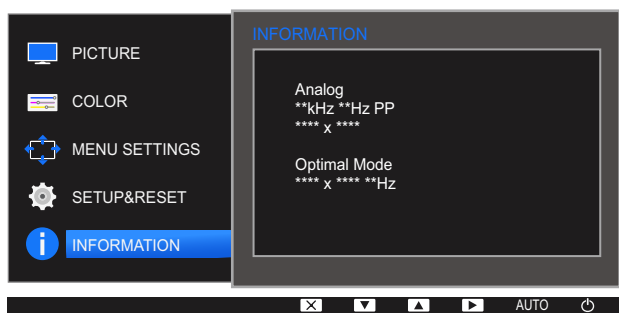 PICTURE
COLOR
MENU SETTINGS
SETUP&RESET
INFORMATION
INFORMATION
Analog
**kHz **Hz PP
**** x ****
Optimal Mode
**** x **** **Hz
AUTO